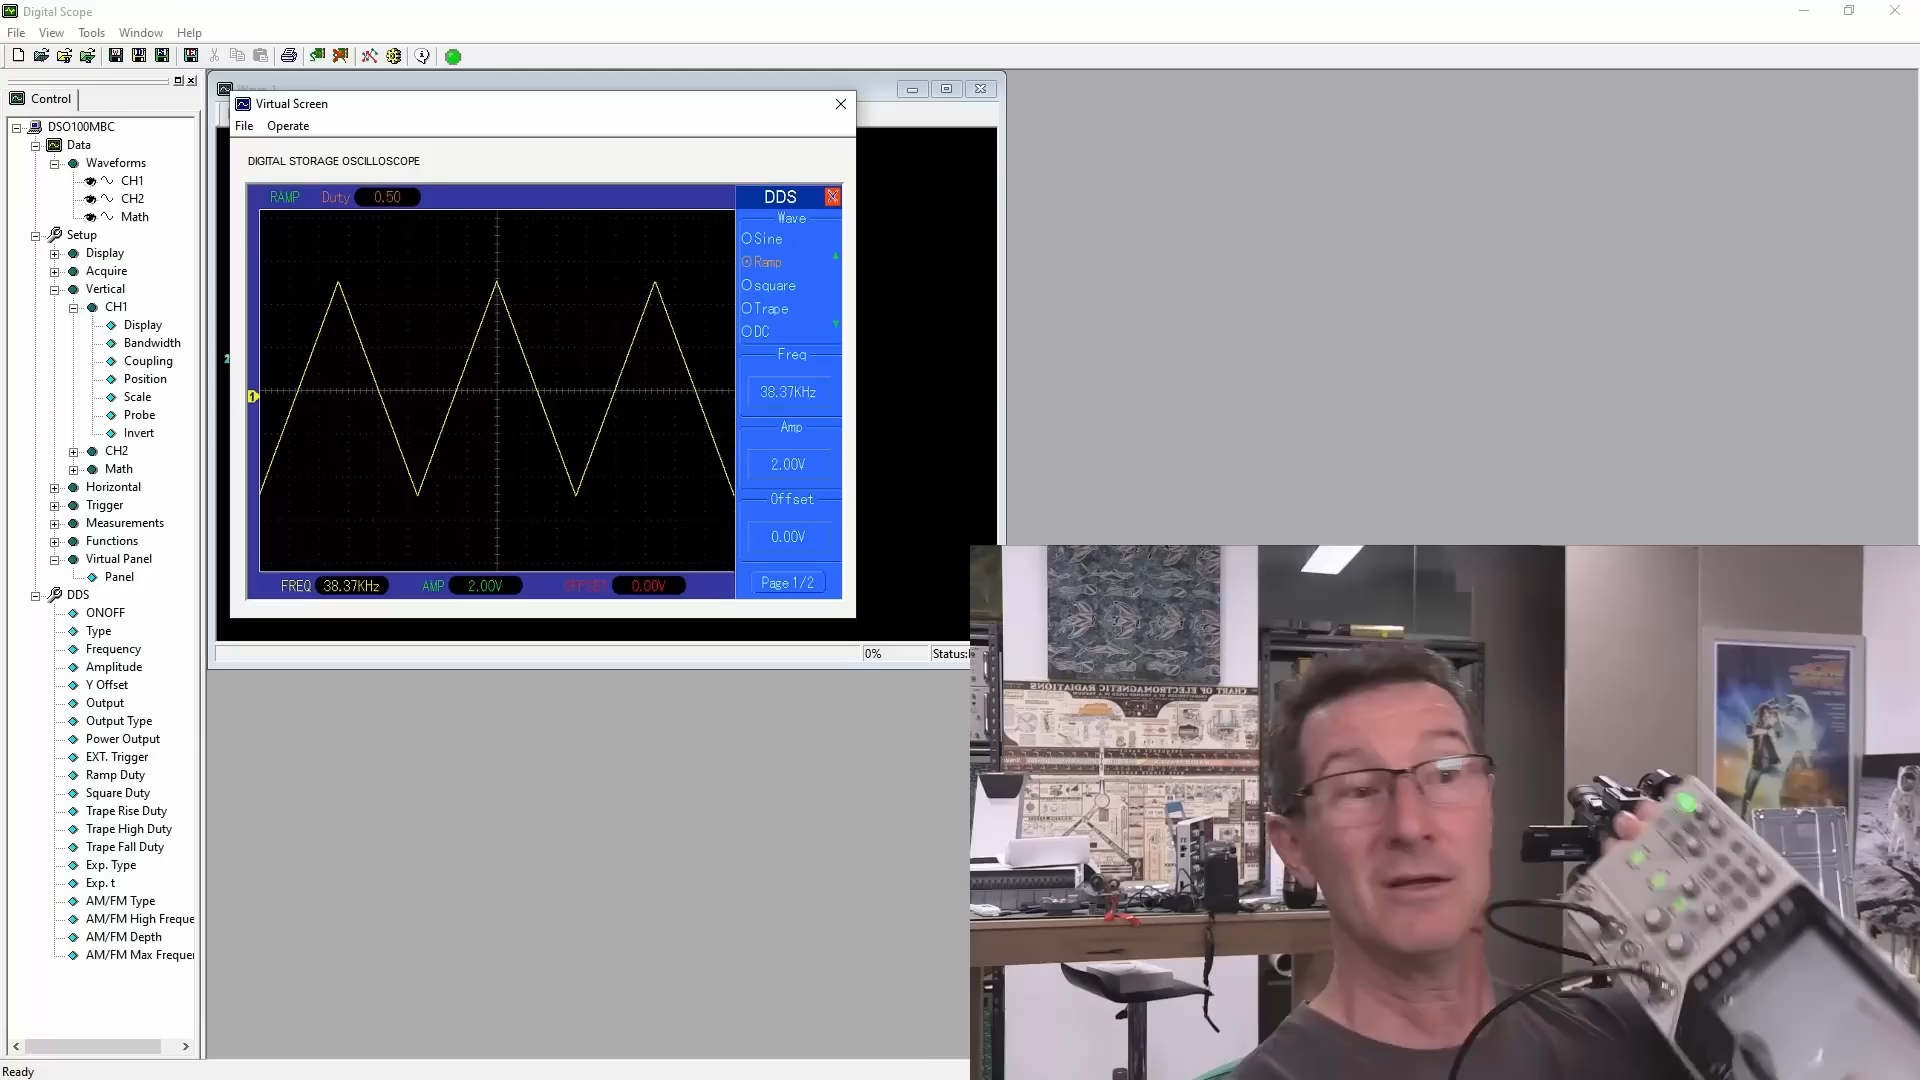 Digital Scope
File View Tools Window Help
Control
DSO100MBC
Data
Waveforms
CH1
CH2
Math
Setup
Display
Acquire
Vertical
CH1
Display
Bandwidth
Coupling
Position
Scale
Probe
Invert
CH2
Math
Horizontal
Trigger
Measurements
Functions
Virtual Panel
Panel
DDS
ONOFF
Type
Frequency
Amplitude
Y Offset
Output
Output Type
Power Output
EXT. Trigger
Ramp Duty
Square Duty
Trape Rise Duty
Trape High Duty
Trape Fall Duty
Exp. Type
Exp. t
AM/FM Type
AM/FM High Freque
AM/FM Depth
AM/FM Max Freque
Ready
Virtual Screen
File Operate
DIGITAL STORAGE OSCILLOSCOPE
RAMP Duty 0.50
1
FREQ 38.37KHz AMP 2.00V OFFSET 0.00V
DDS
Wave
Sine
Ramp
square
Trape
DC
Freq
38.37KHz
Amp
2.00V
Offset
0.00V
Page 1/2
0% Status:
CHART OF ELECTROMAGNETIC RADIATIONS